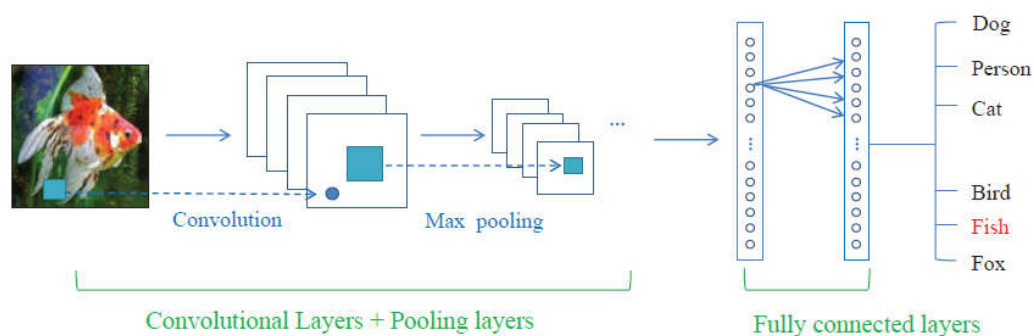 Dog
Person
Cat
...
...
...
Bird
Convolution
Max pooling
Fish
Fox
Convolutional Layers + Pooling layers
Fully connected layers